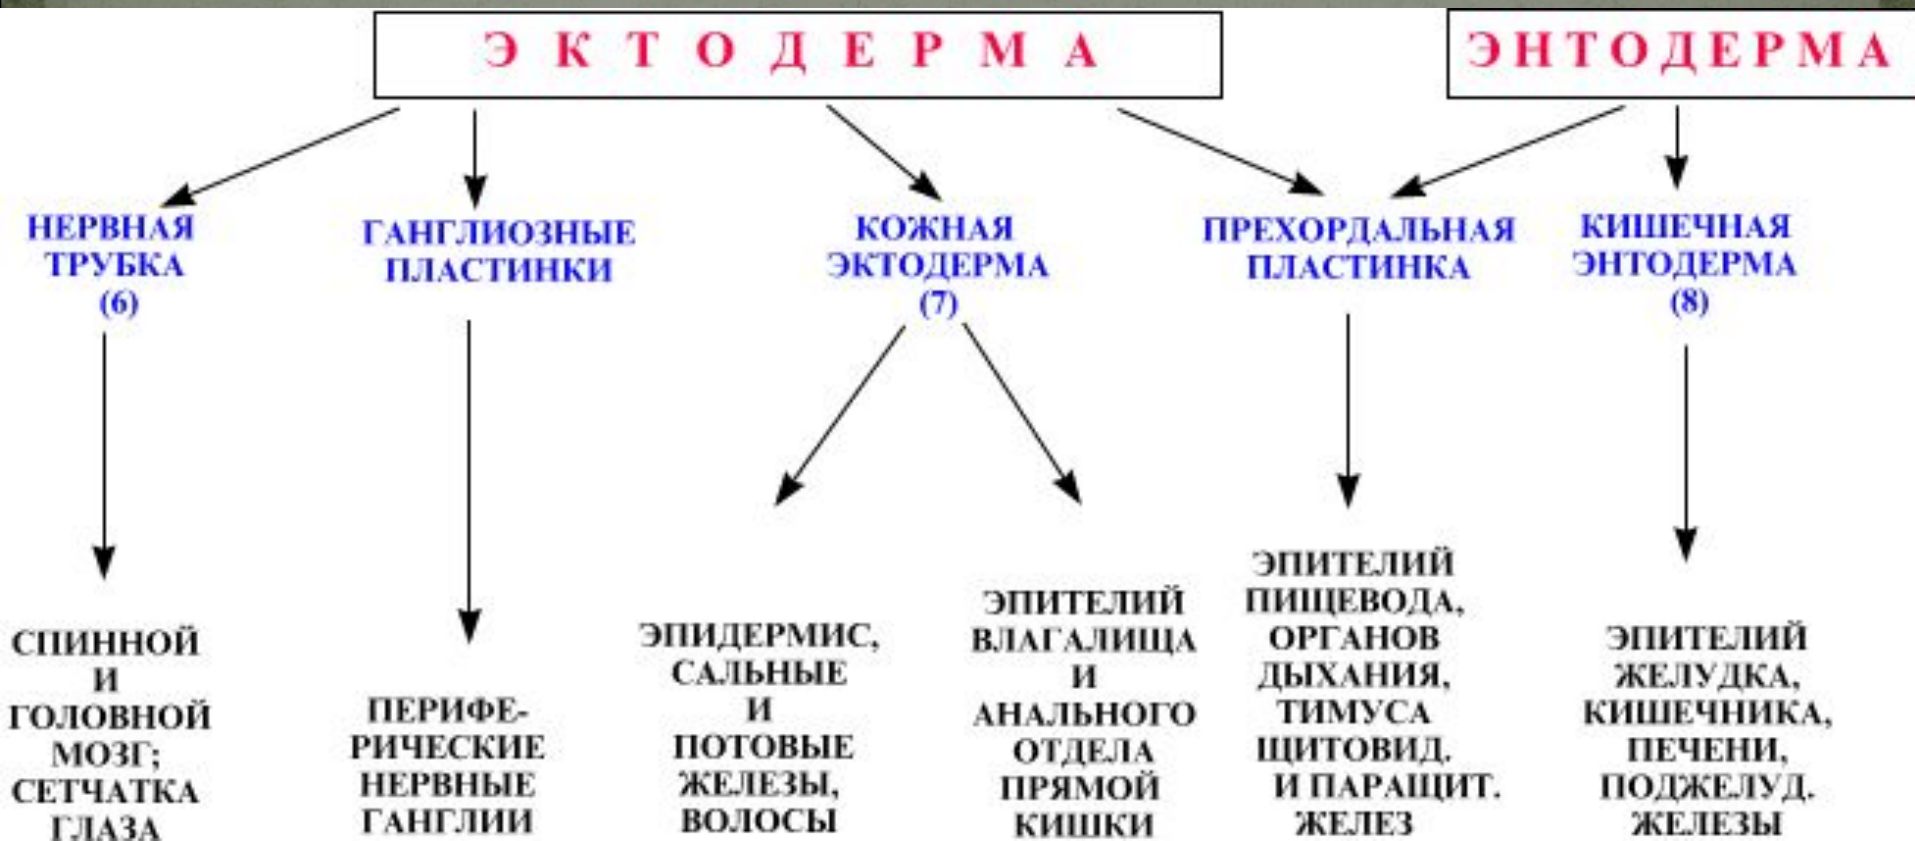 ЭКТОДЕРМА
ЭНТОДЕРМА
НЕРВНАЯ
ТРУБКА
(6)
ГАНГЛИОЗНЫЕ
ПЛАСТИНКИ
КОЖНАЯ
ЭКТОДЕРМА
(7)
ПРЕХОРДАЛЬНАЯ
ПЛАСТИНКА
КИШЕЧНАЯ
ЭНТОДЕРМА
(8)
СПИННОЙ
И
ГОЛОВНОЙ
МОЗГ;
СЕТЧАТКА
ГЛАЗА
ПЕРИФЕ-
РИЧЕСКИЕ
НЕРВНЫЕ
ГАНГЛИИ
ЭПИДЕРМИС,
САЛЬНЫЕ
И
ПОТОВЫЕ
ЖЕЛЕЗЫ,
ВОЛОСЫ
ЭПИТЕЛИЙ
ВЛАГАЛИЩА
И
АНАЛЬНОГО
ОТДЕЛА
ПРЯМОЙ
КИШКИ
ЭПИТЕЛИЙ
ПИЩЕВОДА,
ОРГАНОВ
ДЫХАНИЯ,
ТИМУСА
ЩИТОВИД.
И ПАРАЩИТ.
ЖЕЛЕЗ
ЭПИТЕЛИЙ
ЖЕЛУДКА,
КИШЕЧНИКА,
ПЕЧЕНИ,
ПОДЖЕЛУД.
ЖЕЛЕЗЫ